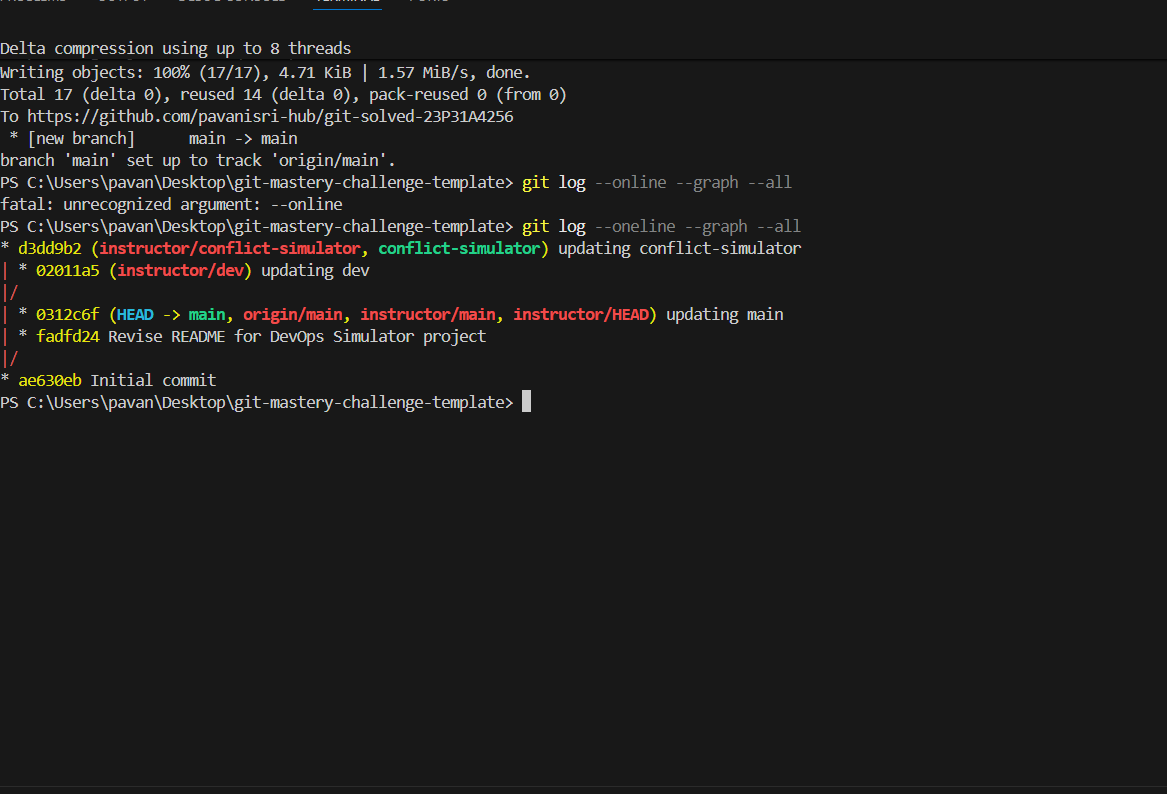 TERMINAL
Delta compression using up to 8 threads
Writing objects: 100% (17/17), 4.71 KiB | 1.57 MiB/s, done.
Total 17 (delta 0), reused 14 (delta 0), pack-reused 0 (from 0)
To https://github.com/pavanisri-hub/git-solved-23P31A4256
 * [new branch]      main -> main
branch 'main' set up to track 'origin/main'.
PS C:\Users\pavan\Desktop\git-mastery-challenge-template> git log --online --graph --all
fatal: unrecognized argument: --online
PS C:\Users\pavan\Desktop\git-mastery-challenge-template> git log --oneline --graph --all
* d3dd9b2 (instructor/conflict-simulator, conflict-simulator) updating conflict-simulator
| * 02011a5 (instructor/dev) updating dev
|/
| * 0312c6f (HEAD -> main, origin/main, instructor/main, instructor/HEAD) updating main
| * fadfd24 Revise README for DevOps Simulator project
|/
* ae630eb Initial commit
PS C:\Users\pavan\Desktop\git-mastery-challenge-template>